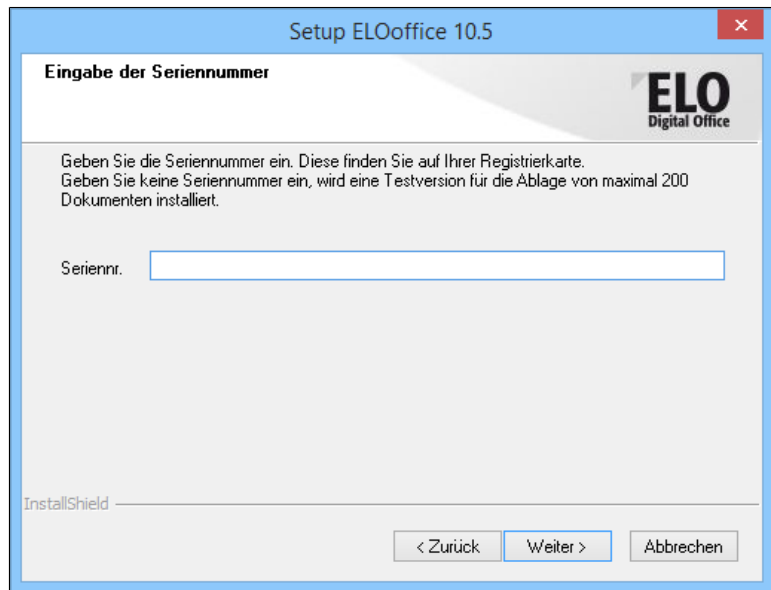 Setup ELOoffice 10.5
Eingabe der Seriennummer
ELO
Digital Office
Geben Sie die Seriennummer ein. Diese finden Sie auf Ihrer Registrierkarte.
Geben Sie keine Seriennummer ein, wird eine Testversion für die Ablage von maximal 200
Dokumenten installiert.
Seriennr.
InstallShield
< Zurück Weiter > Abbrechen